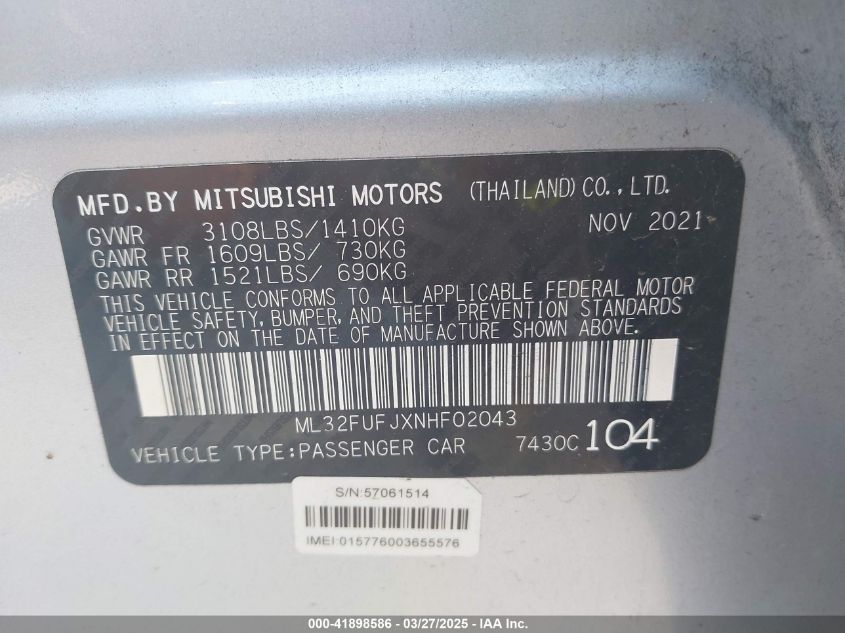 MFD.BY MITSUBISHI MOTORS (THAILAND) CO.,LTD.
GVWR 3108LBS/1410KG NOV 2021
GAWR FR 1609LBS/ 730KG
GAWR RR 1521LBS/ 690KG
THIS VEHICLE CONFORMS TO ALL APPLICABLE FEDERAL MOTOR
VEHICLE SAFETY, BUMPER, AND THEFT PREVENTION STANDARDS
IN EFFECT ON THE DATE OF MANUFACTURE SHOWN ABOVE.
ML32FUFJXNHF02043
VEHICLE TYPE:PASSENGER CAR 7430C 104
S/N:57061514
IMEI:015776003655576
000-41898586 - 03/27/2025 - IAA Inc.